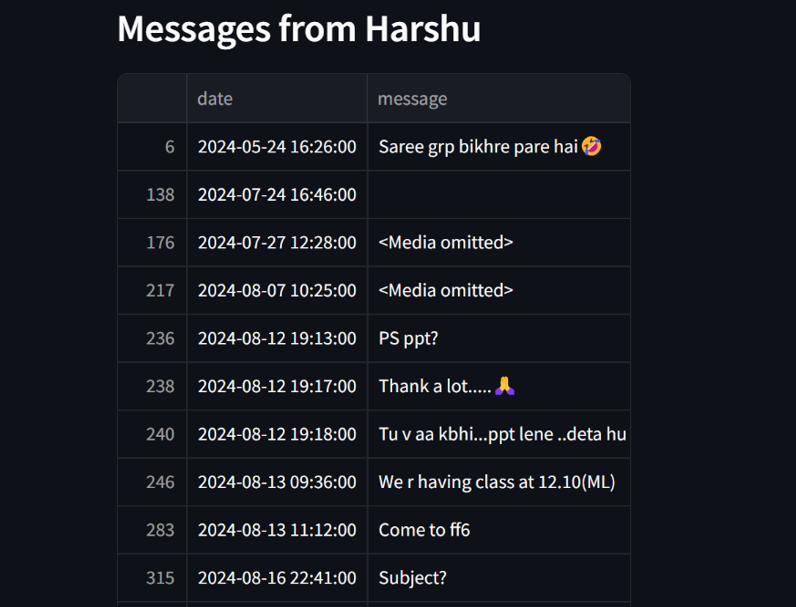 Messages from Harshu
date message
6 2024-05-24 16:26:00 Saree grp bikhre pare hai 🤣
138 2024-07-24 16:46:00
176 2024-07-27 12:28:00 <Media omitted>
217 2024-08-07 10:25:00 <Media omitted>
236 2024-08-12 19:13:00 PS ppt?
238 2024-08-12 19:17:00 Thank a lot..... 🙏
240 2024-08-12 19:18:00 Tu v aa kbhi...ppt lene ..deta hu
246 2024-08-13 09:36:00 We r having class at 12.10(ML)
283 2024-08-13 11:12:00 Come to ff6
315 2024-08-16 22:41:00 Subject?